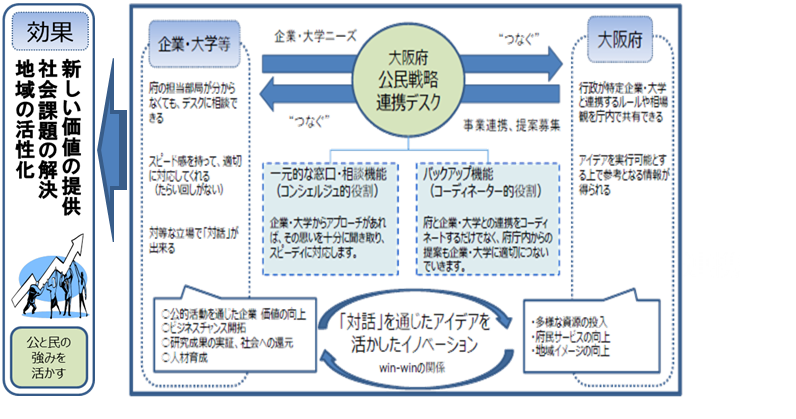 効果
新しい価値の提供
社会課題の解決
地域の活性化
公と民の
強みを
活かす
企業・大学等
府の担当部局が分から
なくても、デスクに相談で
きる
スピード感を持って、適切
に対応してくれる
（たらい回しがない）
対等な立場で「対話」が
出来る
企業・大学ニーズ
“つなぐ”
大阪府
公民戦略
連携デスク
“つなぐ”
事業連携、提案募集
一元的な窓口・相談機能
（コンシェルジュ的役割）
企業・大学からアプローチがあれ
ば、その思いを十分に聞き取り、
スピーディに対応します。
バックアップ機能
（コーディネーター的役割）
府と企業・大学との連携をコーディ
ネートするだけでなく、府庁内からの
提案も企業・大学に適切につない
でいきます。
大阪府
行政が特定企業・大学
と連携するルールや相場
観を庁内で共有できる
アイデアを実行可能とす
る上で参考となる情報が
得られる
○公的活動を通じた企業 価値の向上
○ビジネスチャンス開拓
○研究成果の実証、社会への還元
○人材育成
「対話」を通じたアイデアを
活かしたイノベーション
win-winの関係
・多様な資源の投入
・府民サービスの向上
・地域イメージの向上